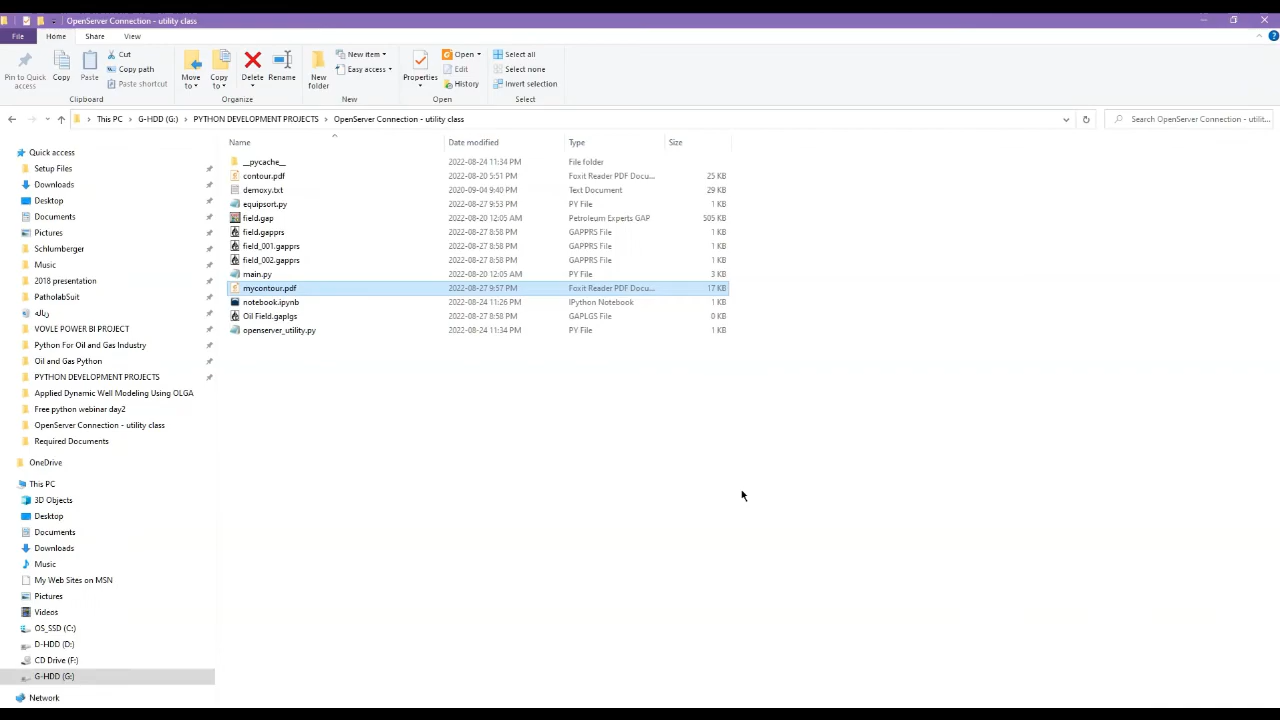 OpenServer Connection - utility class
File Home Share View
Pin to Quick access
Copy
Paste
Cut
Copy path
Paste shortcut
Clipboard
Move to
Copy to
Delete
Rename
Organize
New folder
New item
Easy access
New
Properties
Open
Edit
History
Open
Select all
Select none
Invert selection
Select
This PC G-HDD (G:) PYTHON DEVELOPMENT PROJECTS OpenServer Connection - utility class
Search OpenServer Connection - utilit...
Name Date modified Type Size
__pycache__ 2022-08-24 11:34 PM File folder
contour.pdf 2022-08-20 5:51 PM Foxit Reader PDF Docu... 25 KB
demoxy.txt 2020-09-04 9:40 PM Text Document 29 KB
equipsort.py 2022-08-27 9:53 PM PY File 1 KB
field.gap 2022-08-20 12:05 AM Petroleum Experts GAP 505 KB
field.gapprs 2022-08-27 8:58 PM GAPPRS File 1 KB
field_001.gapprs 2022-08-27 8:58 PM GAPPRS File 1 KB
field_002.gapprs 2022-08-27 8:58 PM GAPPRS File 1 KB
main.py 2022-08-20 12:05 AM PY File 3 KB
mycontour.pdf 2022-08-27 9:57 PM Foxit Reader PDF Docu... 17 KB
notebook.ipynb 2022-08-24 11:26 PM IPython Notebook 1 KB
Oil Field.gaplgs 2022-08-27 8:58 PM GAPLGS File 0 KB
openserver_utility.py 2022-08-24 11:34 PM PY File 1 KB
Quick access
Setup Files
Downloads
Desktop
Documents
Pictures
Schlumberger
Music
2018 presentation
PatholabSuit
VOVLE POWER BI PROJECT
Python For Oil and Gas Industry
Oil and Gas Python
PYTHON DEVELOPMENT PROJECTS
Applied Dynamic Well Modeling Using OLGA
Free python webinar day2
OpenServer Connection - utility class
Required Documents
OneDrive
This PC
3D Objects
Desktop
Documents
Downloads
Music
My Web Sites on MSN
Pictures
Videos
OS_SSD (C:)
D-HDD (D:)
CD Drive (F:)
G-HDD (G:)
Network